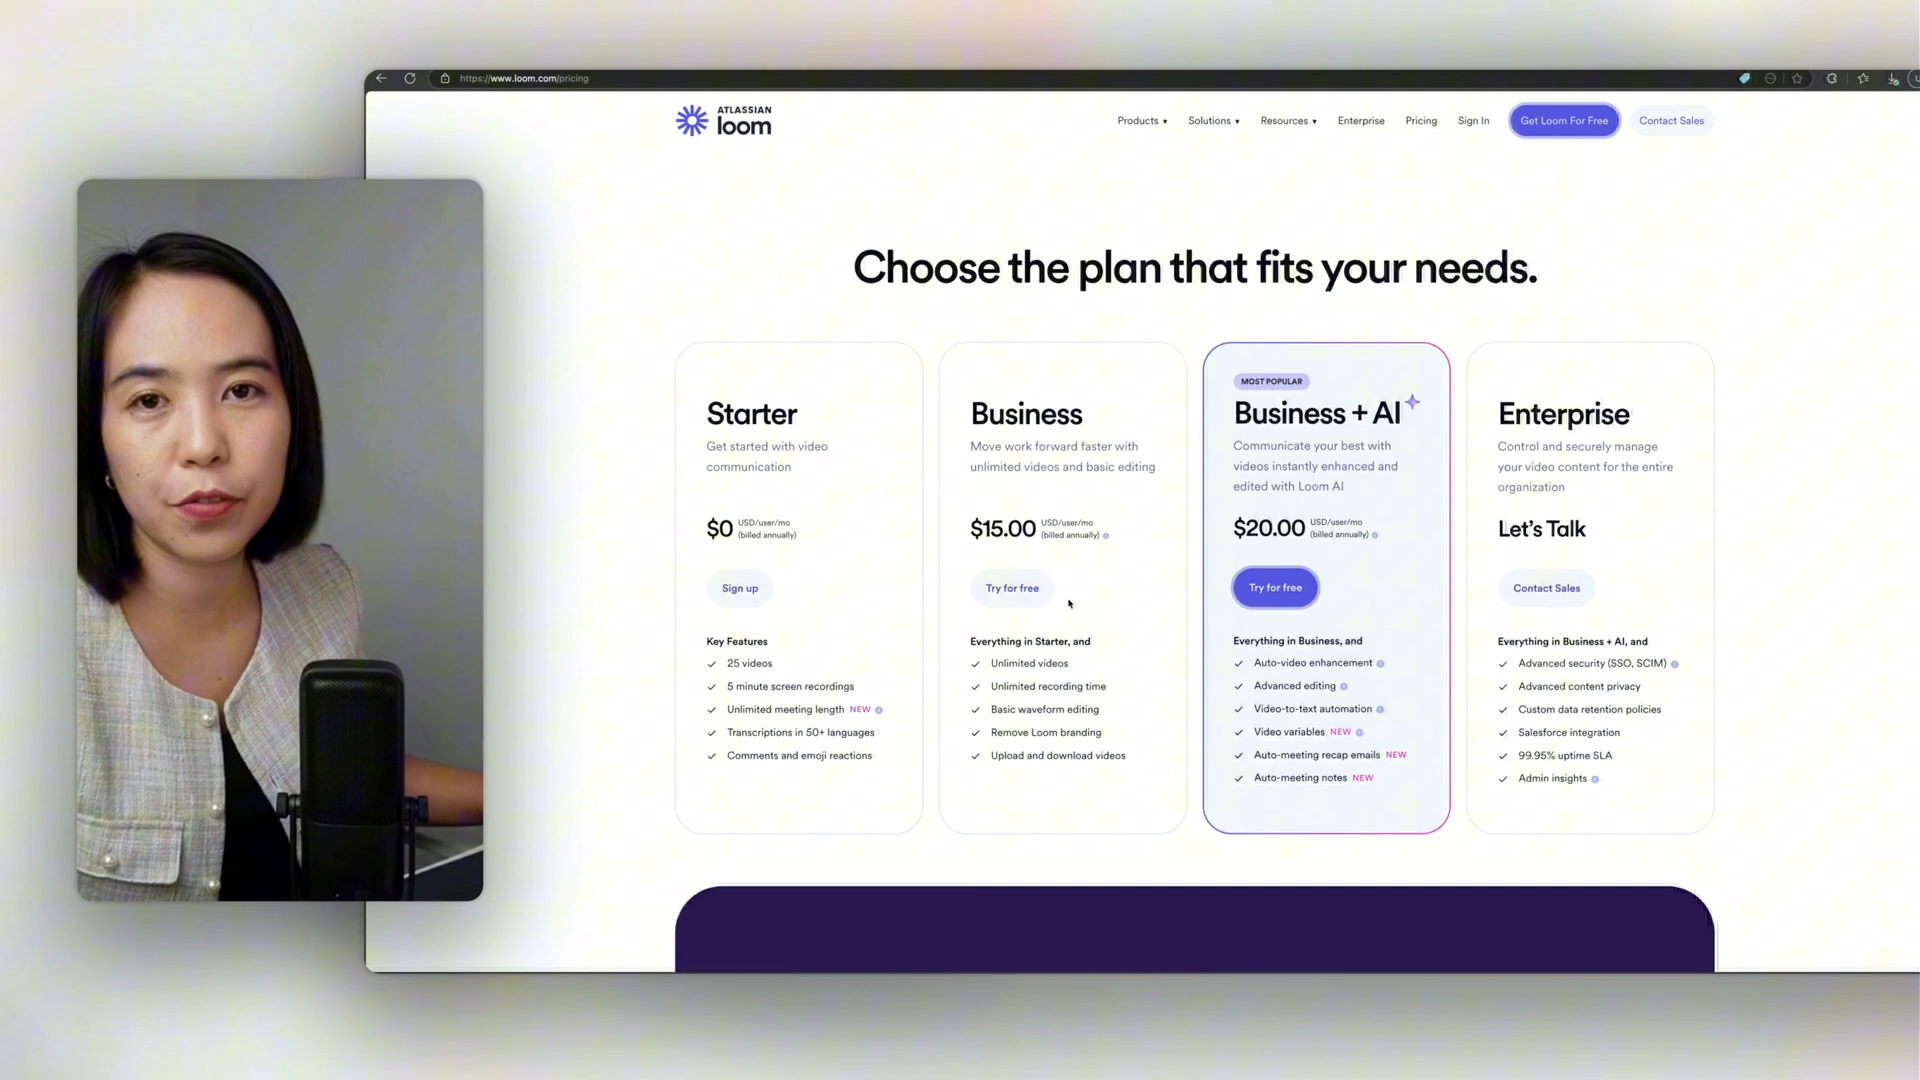 https://www.loom.com/pricing
ATLASSIAN
loom
Products
Solutions
Resources
Enterprise
Pricing
Sign In
Get Loom For Free
Contact Sales
Choose the plan that fits your needs.
Starter
Get started with video
communication
$0 USD/user/mo
(billed annually)
Sign up
Key Features
25 videos
5 minute screen recordings
Unlimited meeting length NEW
Transcriptions in 50+ languages
Comments and emoji reactions
Business
Move work forward faster with
unlimited videos and basic editing
$15.00 USD/user/mo
(billed annually)
Try for free
Everything in Starter, and
Unlimited videos
Unlimited recording time
Basic waveform editing
Remove Loom branding
Upload and download videos
MOST POPULAR
Business + AI
Communicate your best with
videos instantly enhanced and
edited with Loom AI
$20.00 USD/user/mo
(billed annually)
Try for free
Everything in Business, and
Auto-video enhancement
Advanced editing
Video-to-text automation
Video variables NEW
Auto-meeting recap emails NEW
Auto-meeting notes NEW
Enterprise
Control and securely manage
your video content for the entire
organization
Let's Talk
Contact Sales
Everything in Business + AI, and
Advanced security (SSO, SCIM)
Advanced content privacy
Custom data retention policies
Salesforce integration
99.95% uptime SLA
Admin insights